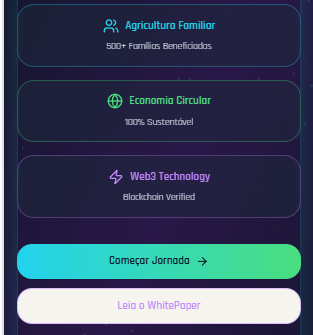 Agricultura Familiar
500+ Famílias Beneficiadas
Economia Circular
100% Sustentável
Web3 Technology
Blockchain Verified
Começar Jornada →
Leia o WhitePaper